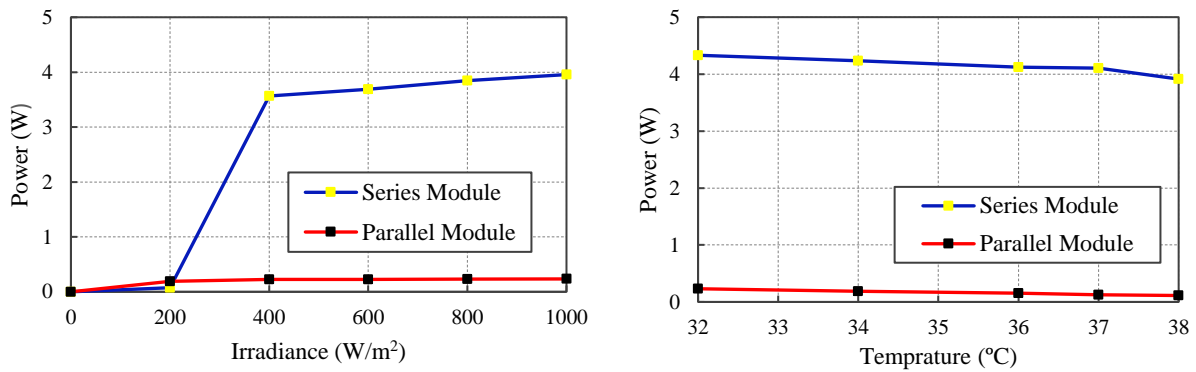 5
4
3
2
1
0
Power (W)
Series Module
Parallel Module
0 200 400 600 800 1000
Irradiance (W/m²)
5
4
3
2
1
0
Power (W)
Series Module
Parallel Module
32 33 34 35 36 37 38
Temprature (ºC)